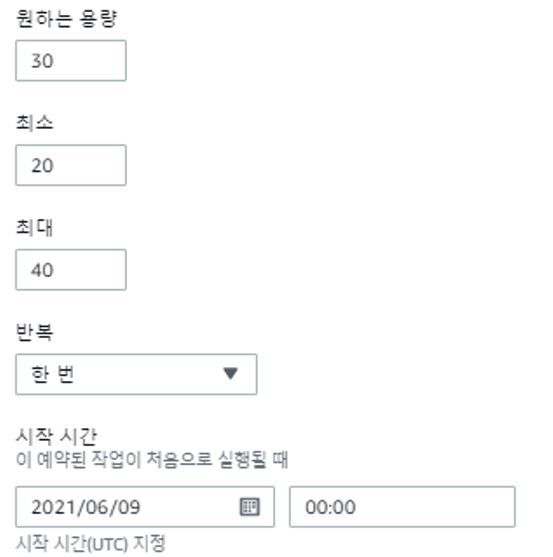 원하는 용량
30
최소
20
최대
40
반복
한 번
시작 시간
이 예약된 작업이 처음으로 실행될 때
2021/06/09 00:00
시작 시간(UTC) 지정